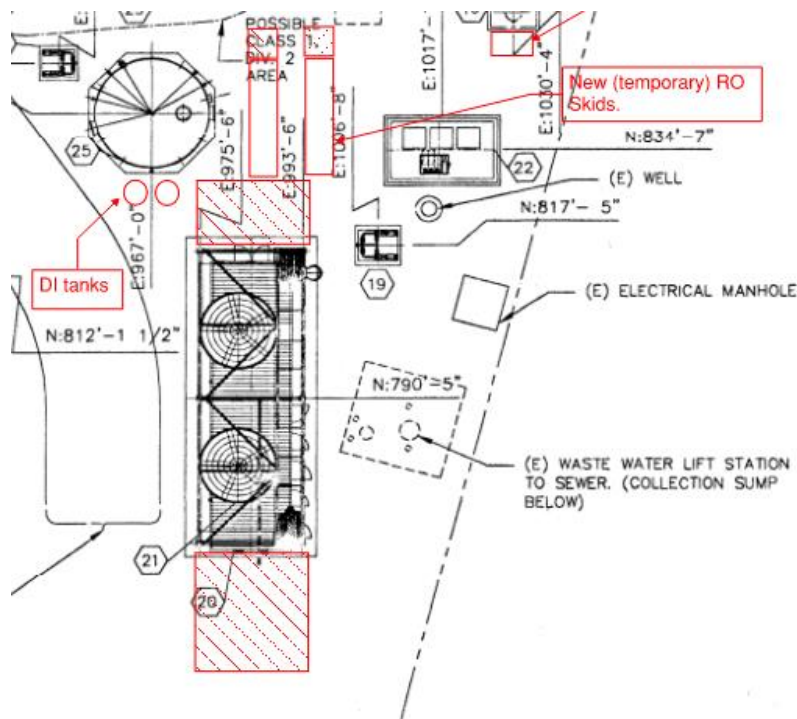 POSSIBLE
CLASS 1,
DIV. 2
AREA
E:1017'-
E:1030'-4"
New (temporary) RO
Skids.
E:975'-6"
E:993'-6"
E:1006'-8"
N:834'-7"
25
22
(E) WELL
N:817'- 5"
E:967'-0"
DI tanks
19
(E) ELECTRICAL MANHOLE
N:812'-1 1/2"
N:790'-5"
(E) WASTE WATER LIFT STATION
TO SEWER. (COLLECTION SUMP
BELOW)
21
20